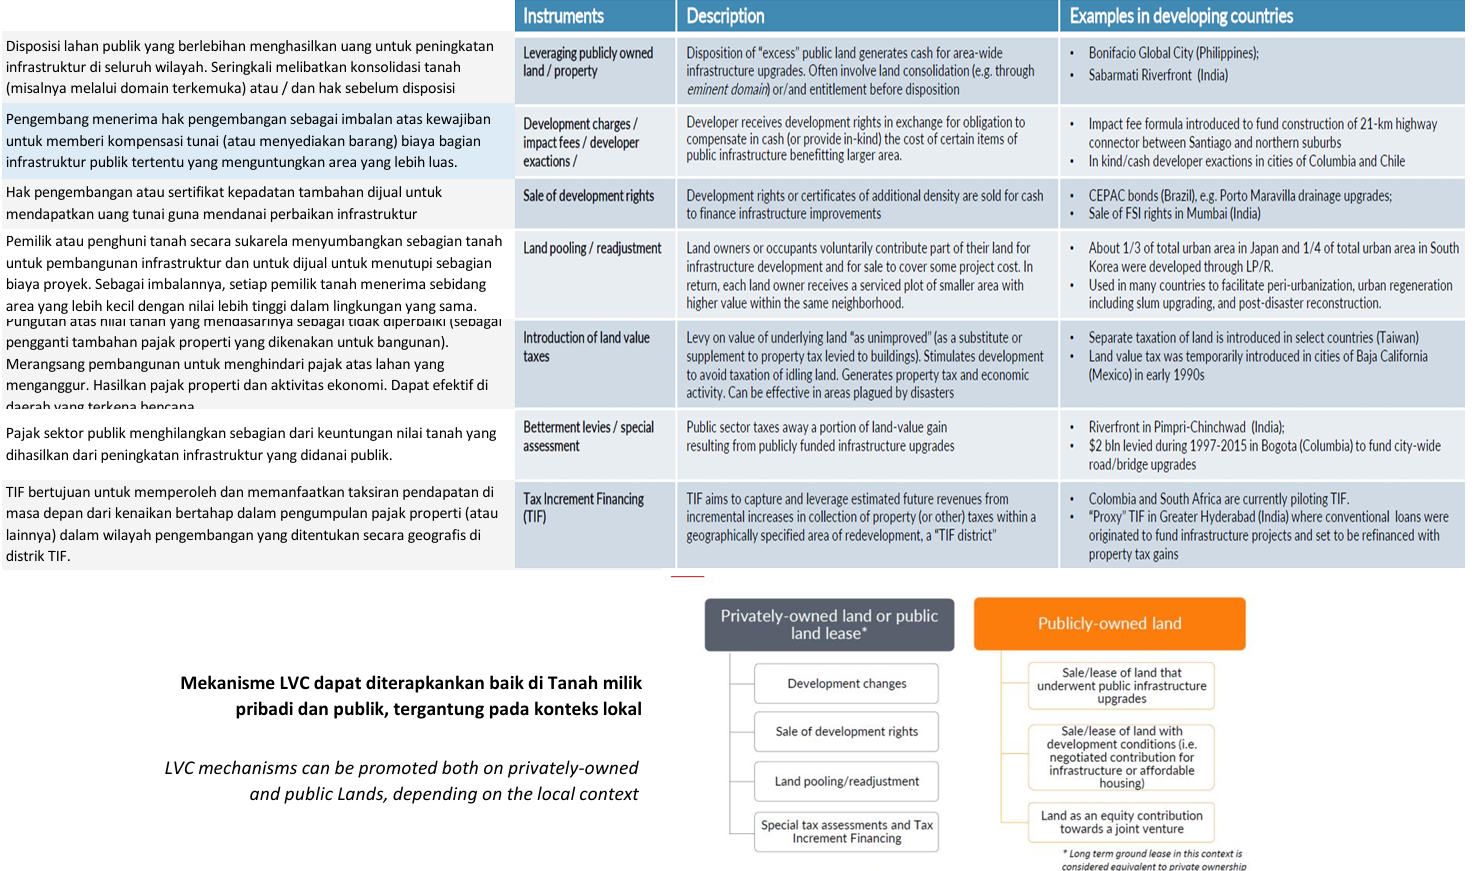 Instruments
Description
Examples in developing countries
Disposisi lahan publik yang berlebihan menghasilkan uang untuk peningkatan
infrastruktur di seluruh wilayah. Seringkali melibatkan konsolidasi tanah
(misalnya melalui domain terkemuka) atau / dan hak sebelum disposisi
Leveraging publicly owned
land / property
Disposition of “excess” public land generates cash for area-wide
infrastructure upgrades. Often involve land consolidation (e.g. through
eminent domain) or/and entitlement before disposition
• Bonifacio Global City (Philippines);
• Sabarmati Riverfront (India)
Pengembang menerima hak pengembangan sebagai imbalan atas kewajiban
untuk memberi kompensasi tunai (atau menyediakan barang) biaya bagian
infrastruktur publik tertentu yang menguntungkan area yang lebih luas.
Development charges /
impact fees / developer
exactions /
Developer receives development rights in exchange for obligation to
compensate in cash (or provide in-kind) the cost of certain items of
public infrastructure benefitting larger area.
• Impact fee formula introduced to fund construction of 21-km highway
connector between Santiago and northern suburbs
• In kind/cash developer exactions in cities of Columbia and Chile
Hak pengembangan atau sertifikat kepadatan tambahan dijual untuk
mendapatkan uang tunai guna mendanai perbaikan infrastruktur
Sale of development rights
Development rights or certificates of additional density are sold for cash
to finance infrastructure improvements
• CEPAC bonds (Brazil), e.g. Porto Maravilla drainage upgrades;
• Sale of FSI rights in Mumbai (India)
Pemilik atau penghuni tanah secara sukarela menyumbangkan sebagian tanah
untuk pembangunan infrastruktur dan untuk dijual untuk menutupi sebagian
biaya proyek. Sebagai imbalannya, setiap pemilik tanah menerima sebidang
area yang lebih kecil dengan nilai lebih tinggi dalam lingkungan yang sama.
Land pooling / readjustment
Land owners or occupants voluntarily contribute part of their land for
infrastructure development and for sale to cover some project cost. In
return, each land owner receives a serviced plot of smaller area with
higher value within the same neighborhood.
• About 1/3 of total urban area in Japan and 1/4 of total urban area in South
Korea were developed through LP/R.
• Used in many countries to facilitate peri-urbanization, urban regeneration
including slum upgrading, and post-disaster reconstruction.
Pungutan atas nilai tanah yang mendasarinya sebagai tidak diperbaiki (sebagai
pengganti tambahan pajak properti yang dikenakan untuk bangunan).
Merangsang pembangunan untuk menghindari pajak atas lahan yang
menganggur. Hasilkan pajak properti dan aktivitas ekonomi. Dapat efektif di
daerah yang terkena bencana
Introduction of land value
taxes
Levy on value of underlying land “as unimproved” (as a substitute or
supplement to property tax levied to buildings). Stimulates development
to avoid taxation of idling land. Generates property tax and economic
activity. Can be effective in areas plagued by disasters
• Separate taxation of land is introduced in select countries (Taiwan)
• Land value tax was temporarily introduced in cities of Baja California
(Mexico) in early 1990s
Pajak sektor publik menghilangkan sebagian dari keuntungan nilai tanah yang
dihasilkan dari peningkatan infrastruktur yang didanai publik.
Betterment levies / special
assessment
Public sector taxes away a portion of land-value gain
resulting from publicly funded infrastructure upgrades
• Riverfront in Pimpri-Chinchwad (India);
• $2 bln levied during 1997-2015 in Bogota (Columbia) to fund city-wide
road/bridge upgrades
TIF bertujuan untuk memperoleh dan memanfaatkan taksiran pendapatan di
masa depan dari kenaikan bertahap dalam pengumpulan pajak properti (atau
lainnya) dalam wilayah pengembangan yang ditentukan secara geografis di
distrik TIF.
Tax Increment Financing
(TIF)
TIF aims to capture and leverage estimated future revenues from
incremental increases in collection of property (or other) taxes within a
geographically specified area of redevelopment, a “TIF district”
• Colombia and South Africa are currently piloting TIF.
• “Proxy” TIF in Greater Hyderabad (India) where conventional loans were
originated to fund infrastructure projects and set to be refinanced with
property tax gains
Mekanisme LVC dapat diterapkankan baik di Tanah milik
pribadi dan publik, tergantung pada konteks lokal
LVC mechanisms can be promoted both on privately-owned
and public Lands, depending on the local context
Privately-owned land or public
land lease*
Development changes
Sale of development rights
Land pooling/readjustment
Special tax assessments and Tax
Increment Financing
Publicly-owned land
Sale/lease of land that
underwent public infrastructure
upgrades
Sale/lease of land with
development conditions (i.e.
negotiated contribution for
infrastructure or affordable
housing)
Land as an equity contribution
towards a joint venture
* Long term ground lease in this context is
considered equivalent to private ownership